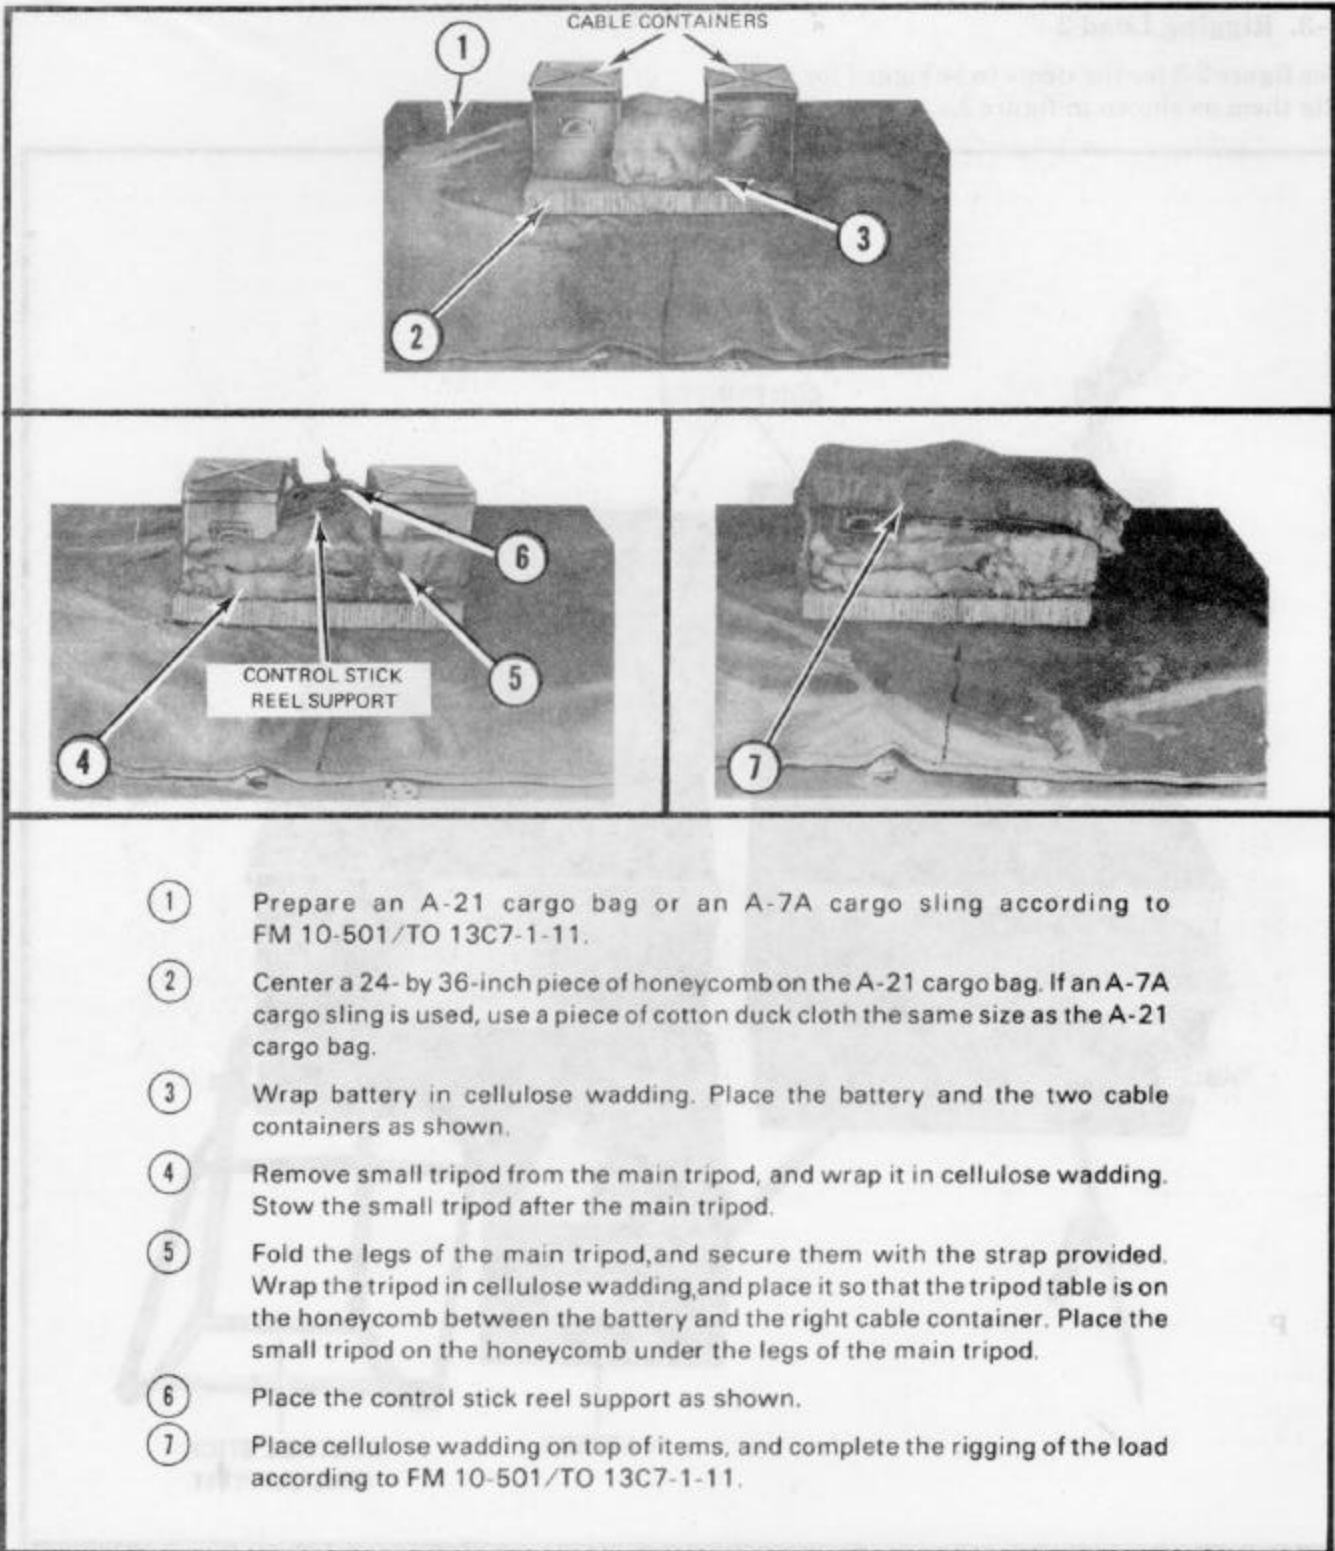 CABLE CONTAINERS
1
3
2
6
CONTROL STICK
REEL SUPPORT
5
4
7
1 Prepare an A-21 cargo bag or an A-7A cargo sling according to
FM 10-501/TO 13C7-1-11.
2 Center a 24- by 36-inch piece of honeycomb on the A-21 cargo bag. If an A-7A
cargo sling is used, use a piece of cotton duck cloth the same size as the A-21
cargo bag.
3 Wrap battery in cellulose wadding. Place the battery and the two cable
containers as shown.
4 Remove small tripod from the main tripod, and wrap it in cellulose wadding.
Stow the small tripod after the main tripod.
5 Fold the legs of the main tripod,and secure them with the strap provided.
Wrap the tripod in cellulose wadding,and place it so that the tripod table is on
the honeycomb between the battery and the right cable container. Place the
small tripod on the honeycomb under the legs of the main tripod.
6 Place the control stick reel support as shown.
7 Place cellulose wadding on top of items, and complete the rigging of the load
according to FM 10-501/TO 13C7-1-11.